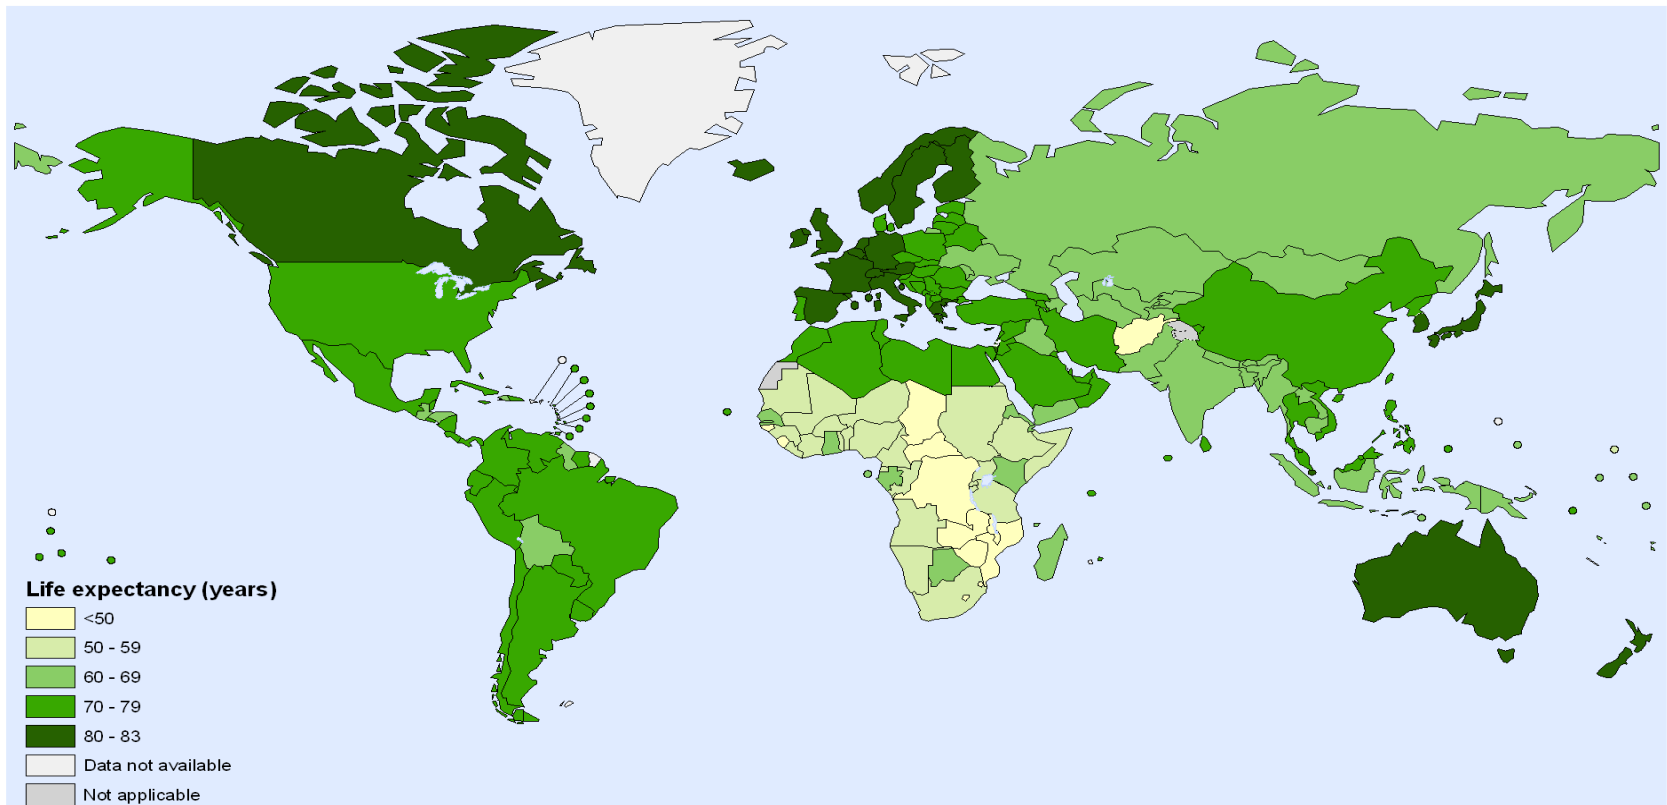 Life expectancy (years)
<50
50 - 59
60 - 69
70 - 79
80 - 83
Data not available
Not applicable